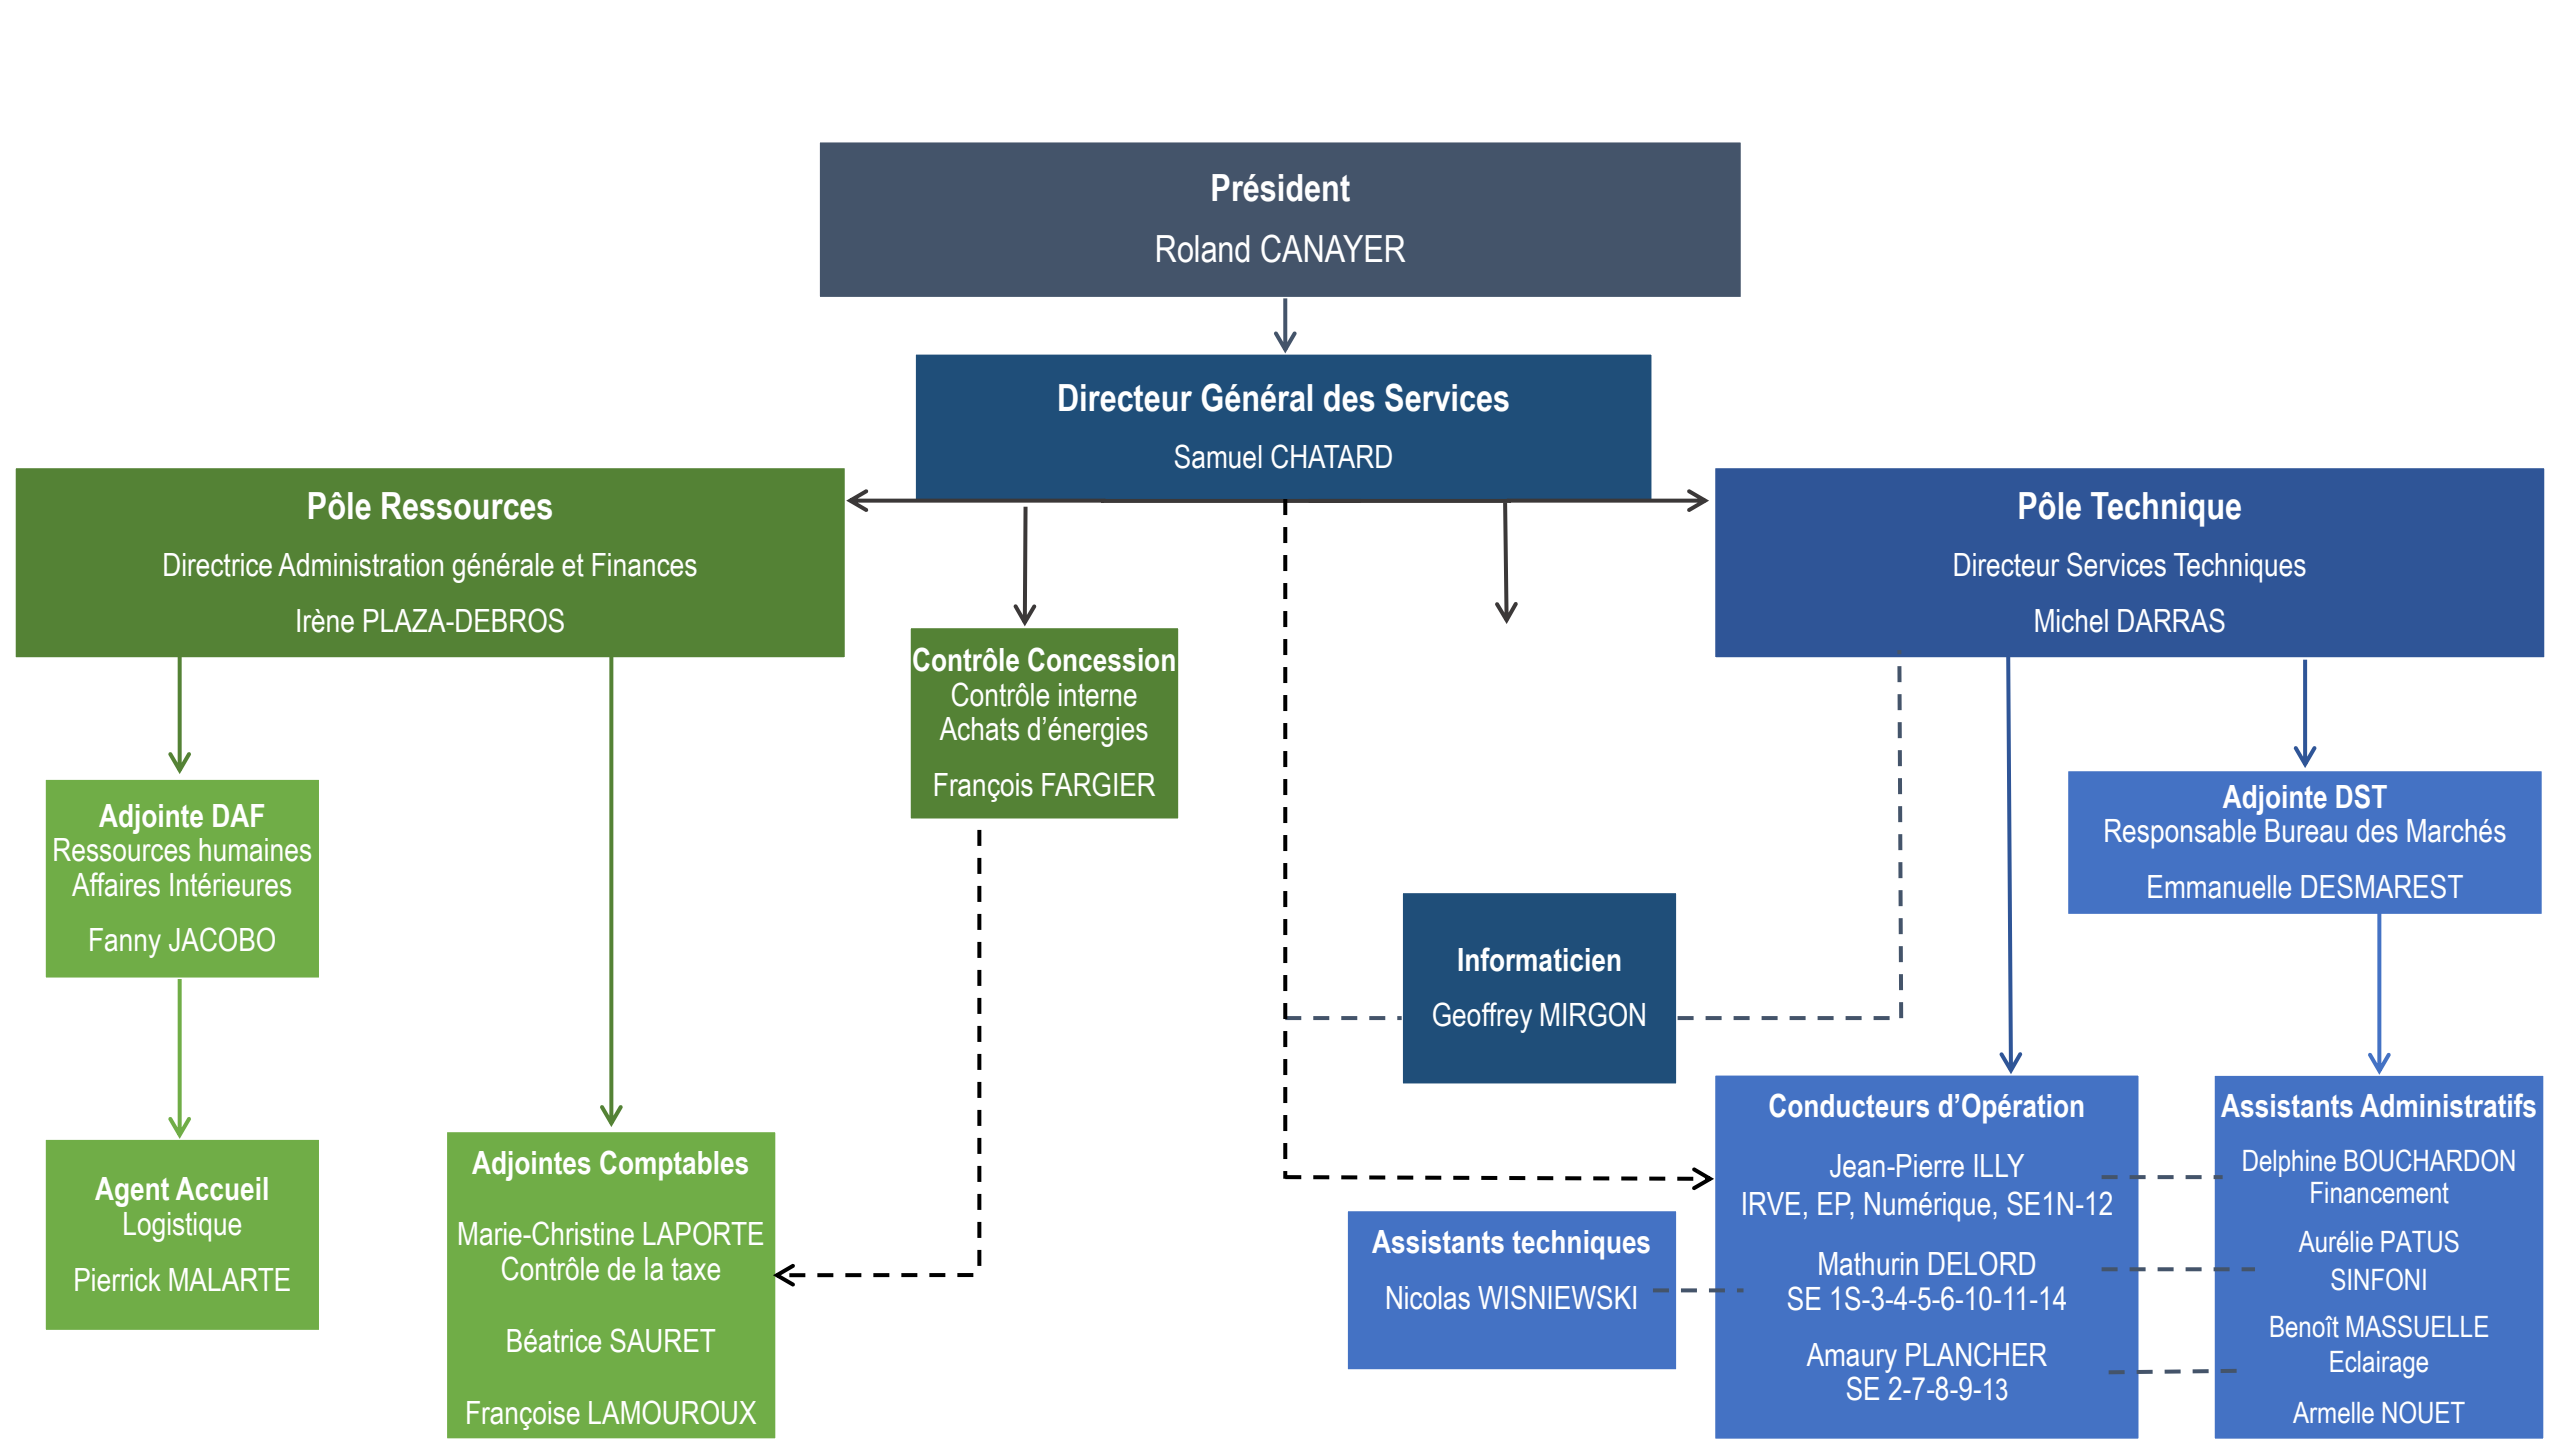 Président
Roland CANAYER
Directeur Général des Services
Samuel CHATARD
Pôle Ressources
Directrice Administration générale et Finances
Irène PLAZA-DEBROS
Pôle Technique
Directeur Services Techniques
Michel DARRAS
Contrôle Concession
Contrôle interne
Achats d’énergies
François FARGIER
Adjointe DAF
Ressources humaines
Affaires Intérieures
Fanny JACOBO
Adjointe DST
Responsable Bureau des Marchés
Emmanuelle DESMAREST
Informaticien
Geoffrey MIRGON
Agent Accueil
Logistique
Pierrick MALARTE
Adjointes Comptables
Marie-Christine LAPORTE
Contrôle de la taxe
Béatrice SAURET
Françoise LAMOUROUX
Assistants techniques
Nicolas WISNIEWSKI
Conducteurs d’Opération
Jean-Pierre ILLY
IRVE, EP, Numérique, SE1N-12
Mathurin DELORD
SE 1S-3-4-5-6-10-11-14
Amaury PLANCHER
SE 2-7-8-9-13
Assistants Administratifs
Delphine BOUCHARDON
Financement
Aurélie PATUS
SINFONI
Benoît MASSUELLE
Eclairage
Armelle NOUET